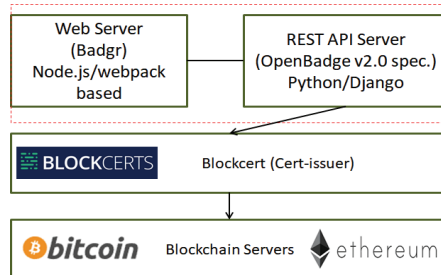 Web Server
(Badgr)
Node.js/webpack
based
REST API Server
(OpenBadge v2.0 spec.)
Python/Django
BLOCKCERTS
Blockcert (Cert-issuer)
bitcoin
Blockchain Servers
ethereum